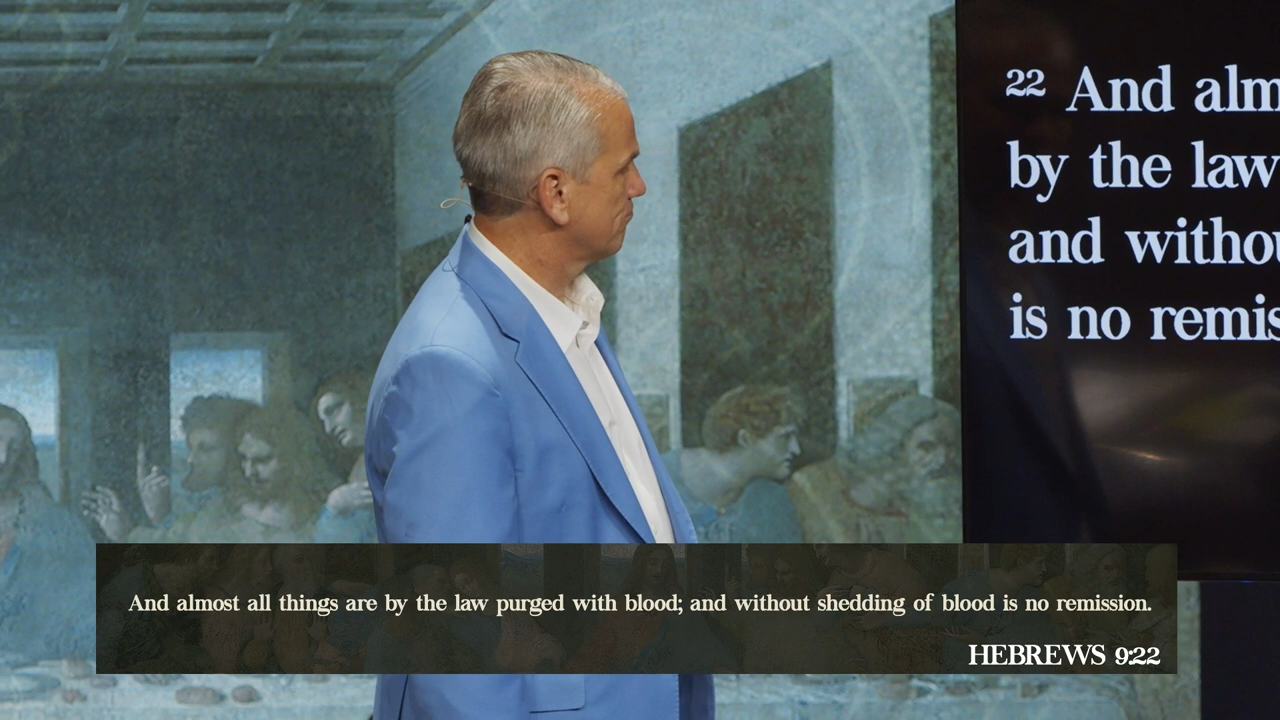 22 And alm
by the law
and withou
is no remis
And almost all things are by the law purged with blood; and without shedding of blood is no remission.
HEBREWS 9:22